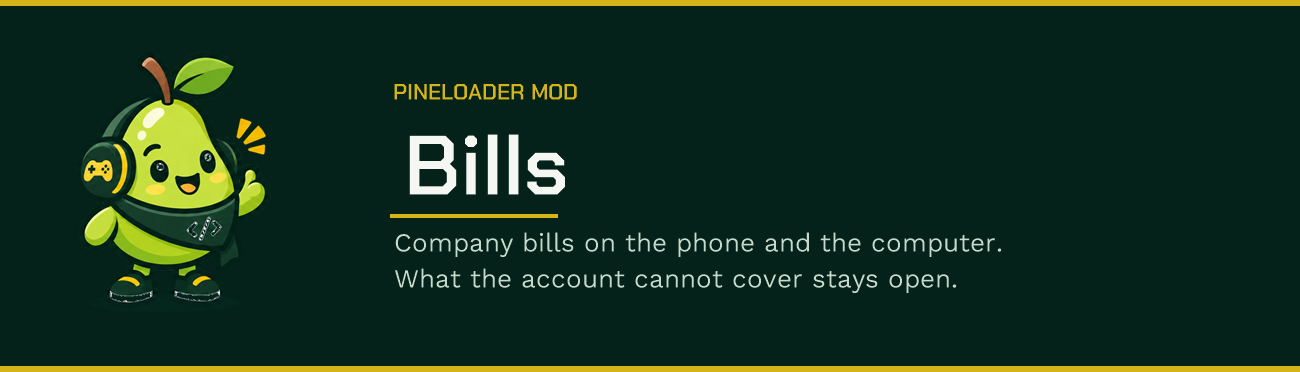 PINELOADER MOD
Bills
Company bills on the phone and the computer.
What the account cannot cover stays open.